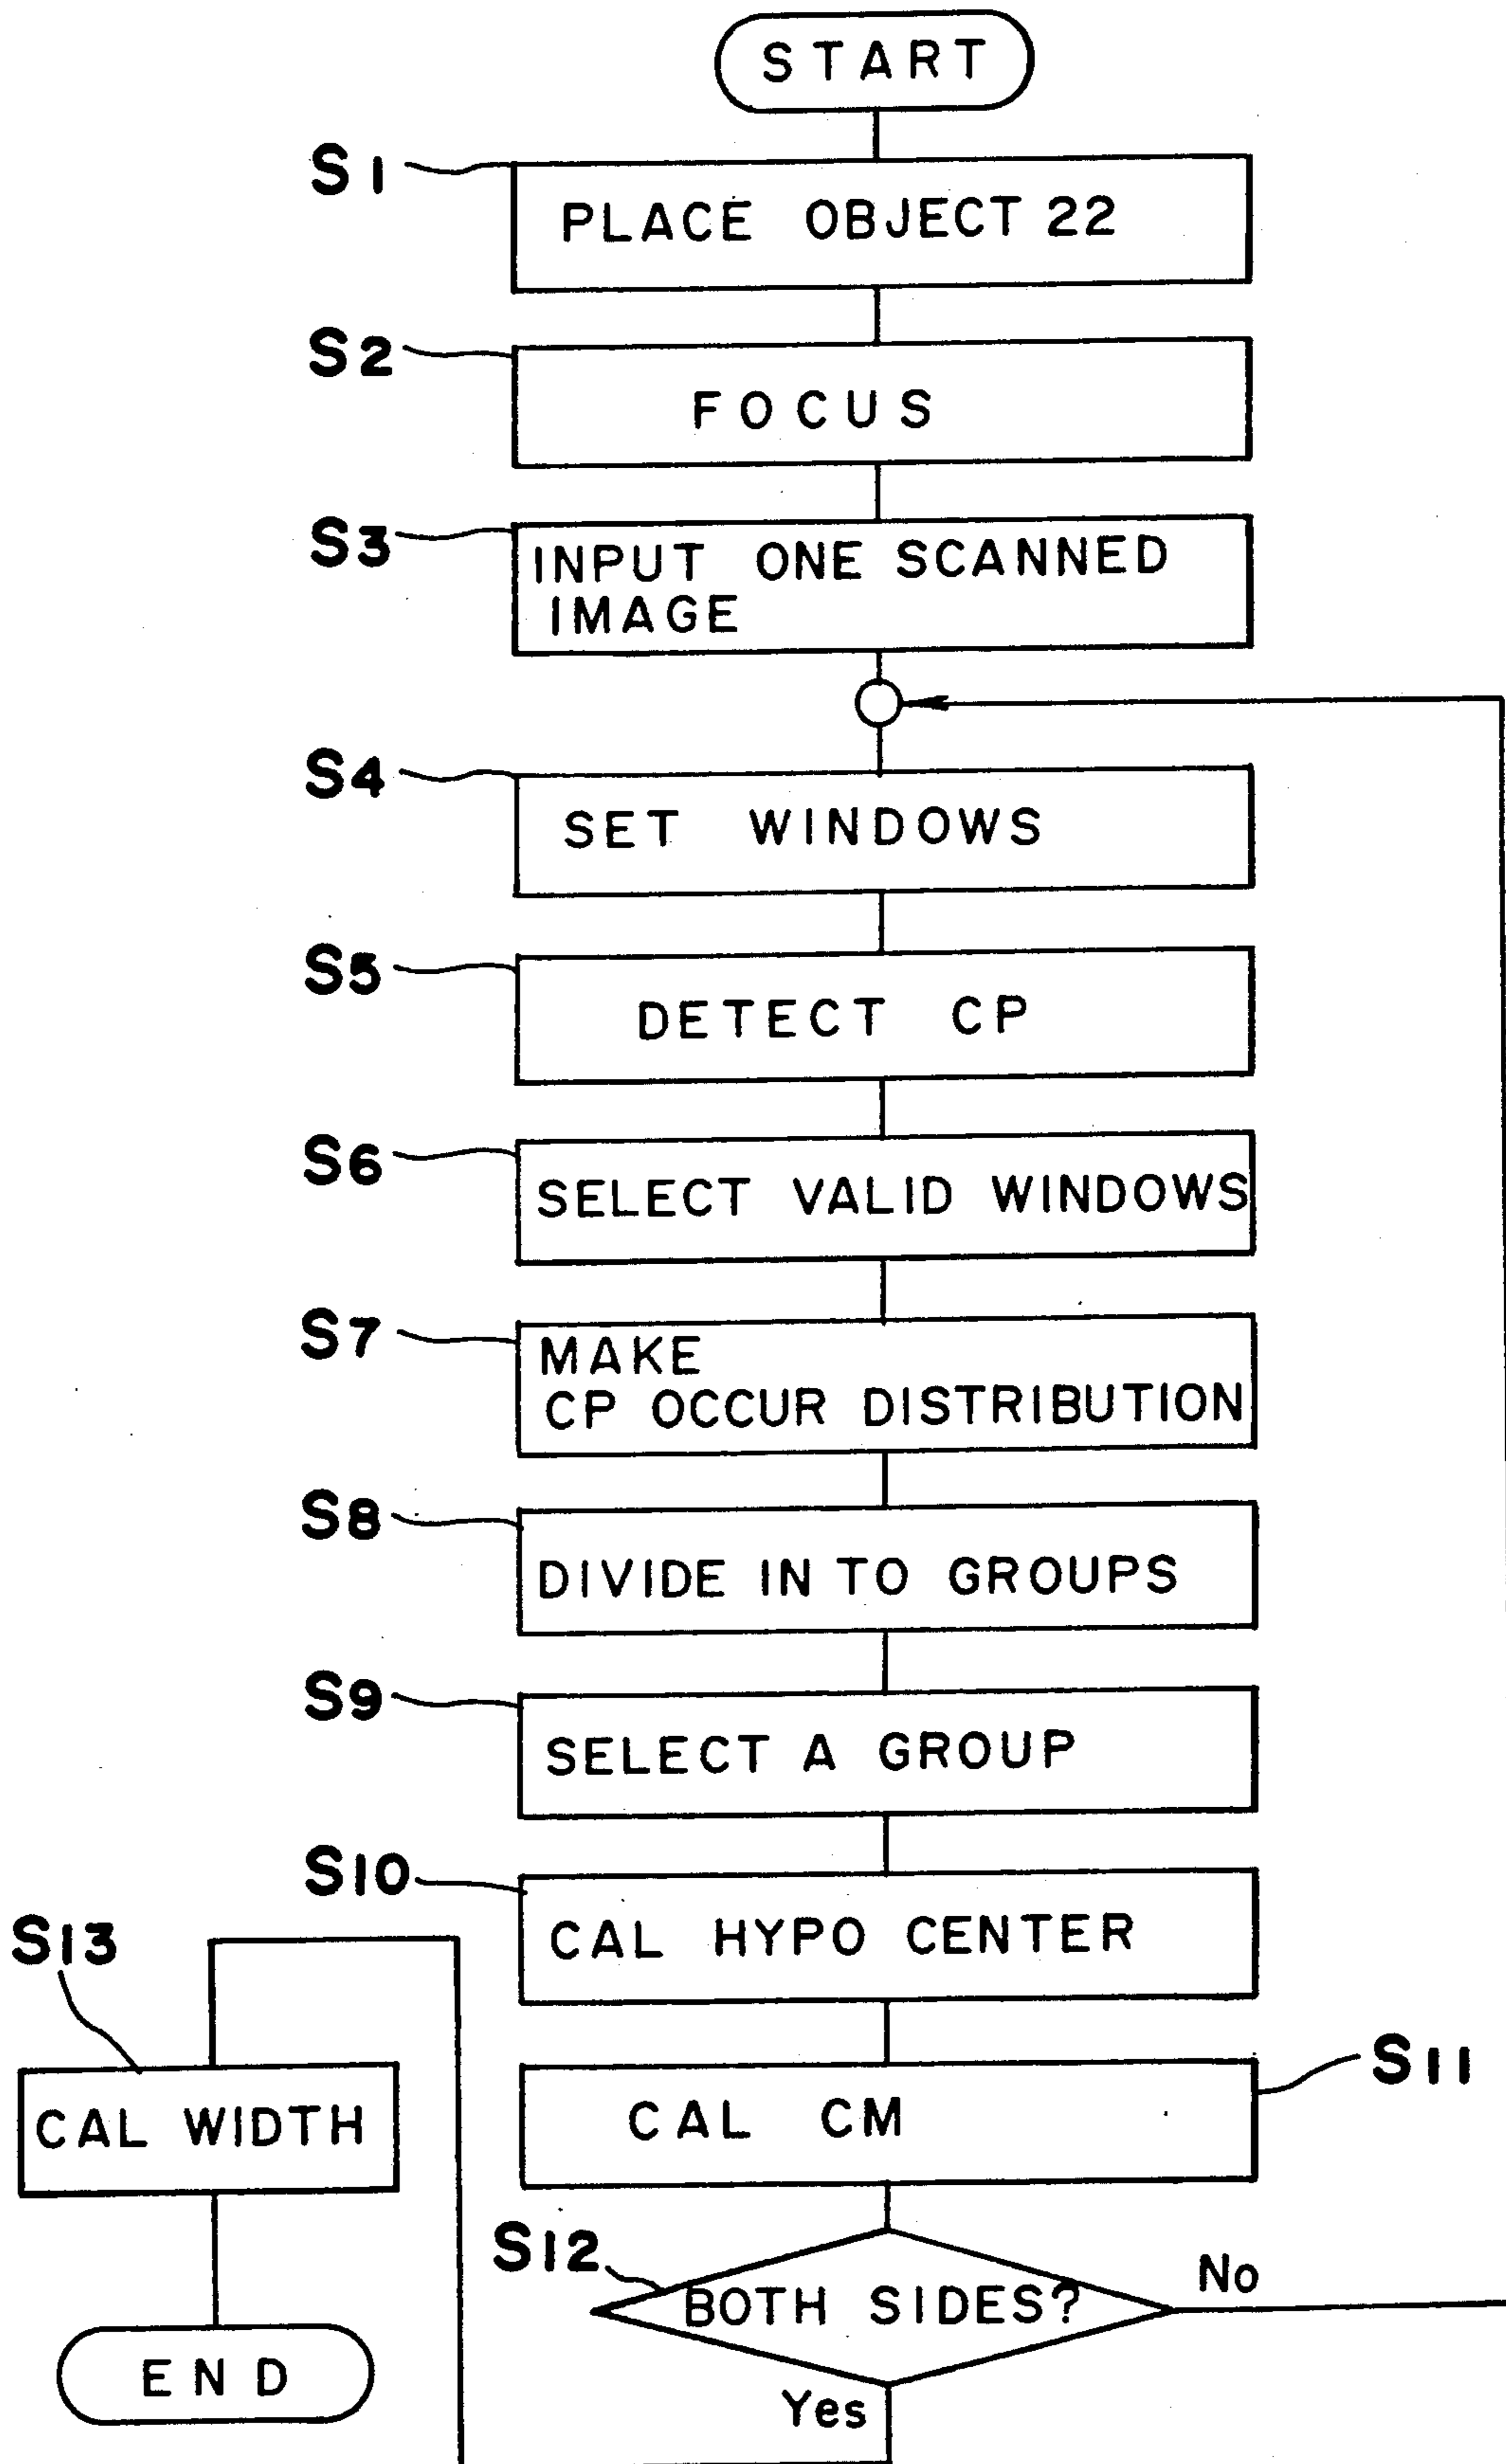 START
S1
PLACE OBJECT 22
S2
FOCUS
S3
INPUT ONE SCANNED
IMAGE
S4
SET WINDOWS
S5
DETECT CP
S6
SELECT VALID WINDOWS
S7
MAKE
CP OCCUR DISTRIBUTION
S8
DIVIDE IN TO GROUPS
S9
SELECT A GROUP
S10
CAL HYPO CENTER
S11
CAL CM
S12
BOTH SIDES?
No
Yes
S13
CAL WIDTH
END